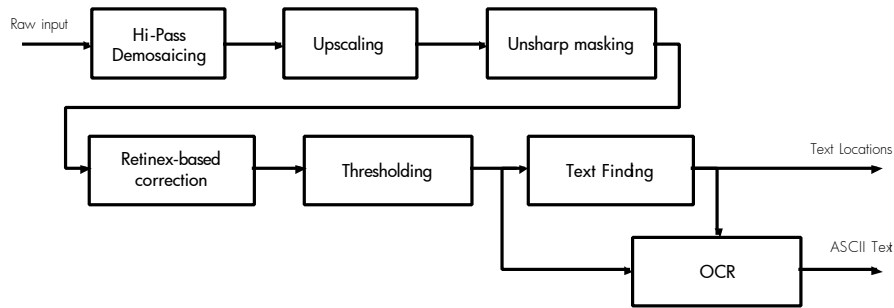 Raw input
Hi-Pass
Demosaicing
Upscaling
Unsharp masking
Retinex-based
correction
Thresholding
Text Finding
Text Locations
OCR
ASCII Text